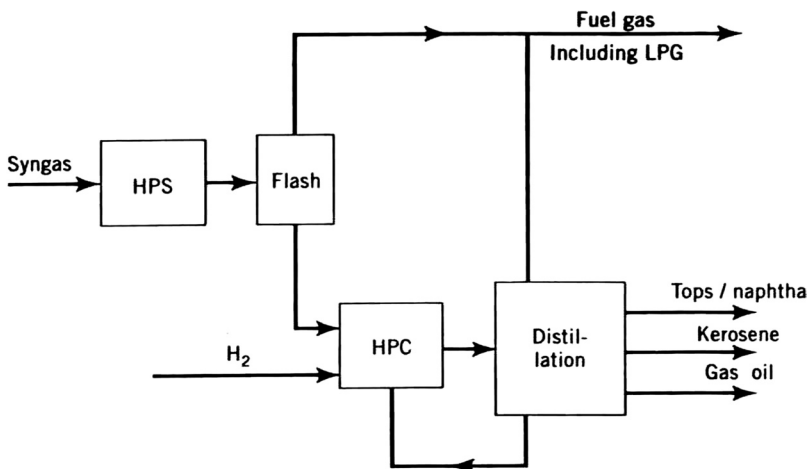 Fuel gas
Including LPG
Syngas
HPS
Flash
Tops / naphtha
H2
HPC
Distil-
lation
Kerosene
Gas oil